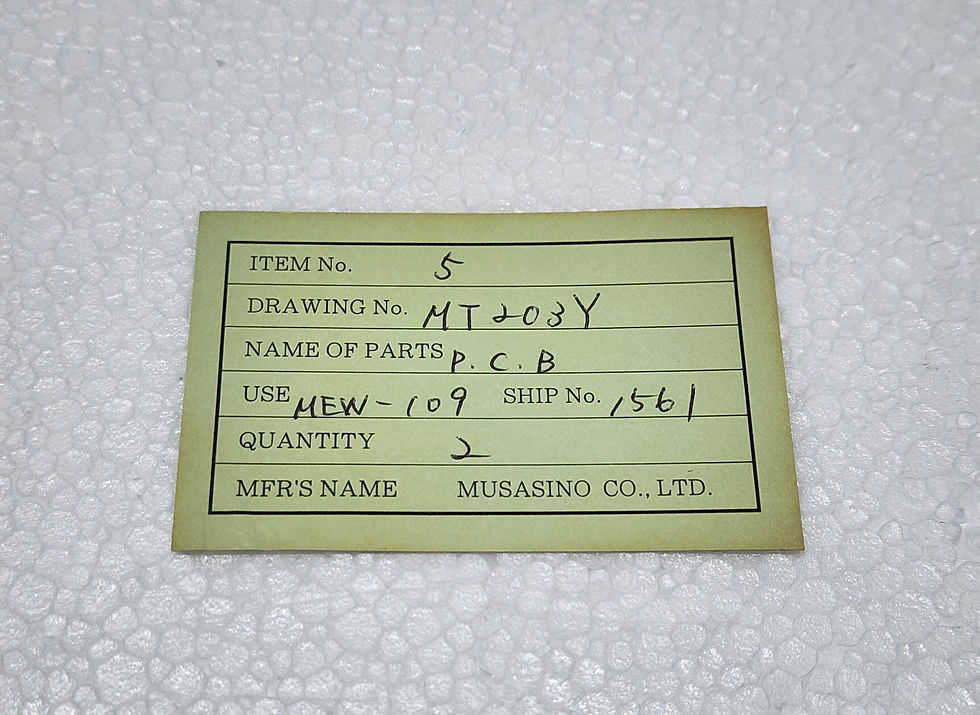 ITEM No. 5
DRAWING No. MT203Y
NAME OF PARTS P.C.B
USE MEW-109 SHIP No. 1561
QUANTITY 2
MFR'S NAME MUSASINO CO., LTD.